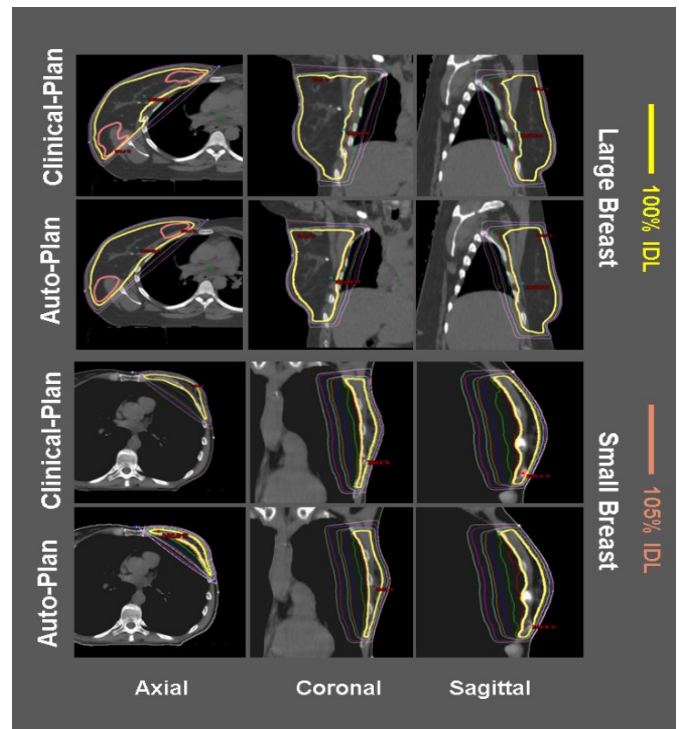 Clinical-Plan
Auto-Plan
Large Breast
100% IDL
Clinical-Plan
Auto-Plan
Small Breast
105% IDL
Axial
Coronal
Sagittal